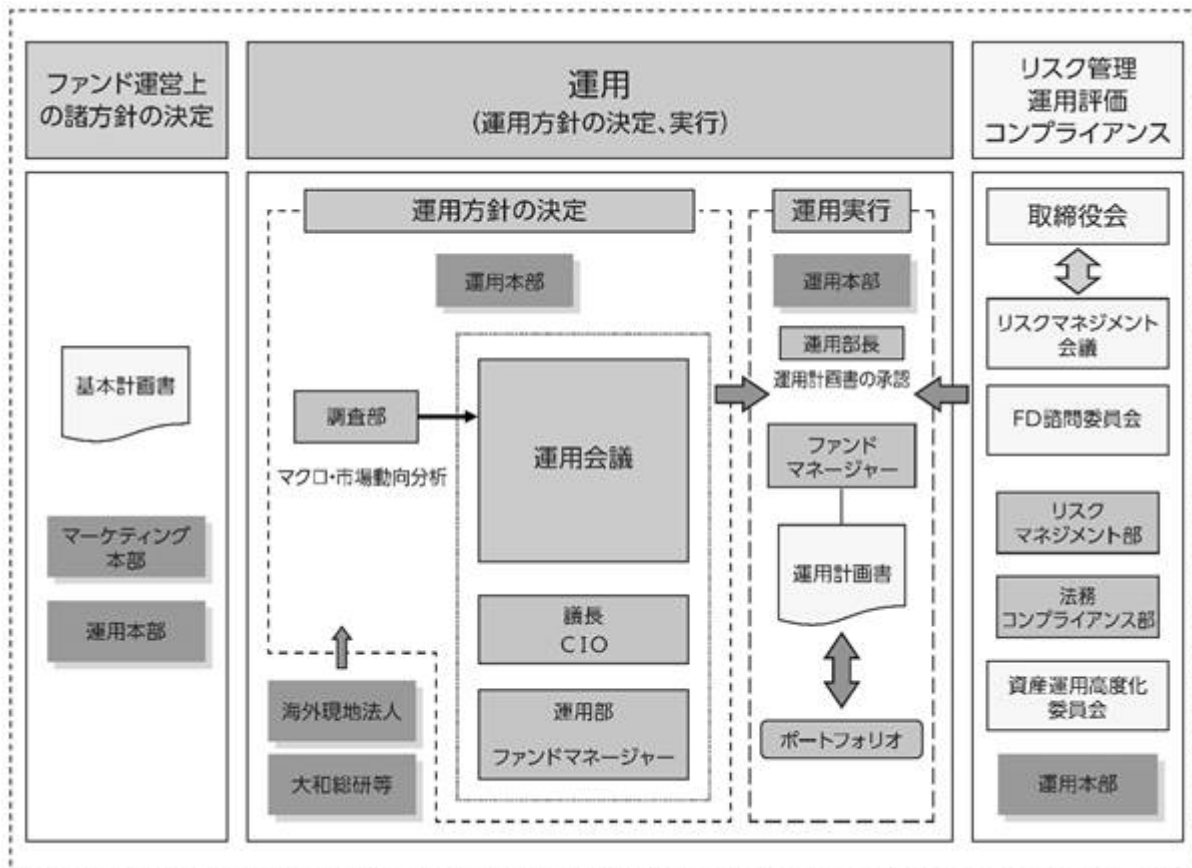 ファンド運営上
の諸方針の決定
運用
(運用方針の決定、実行)
リスク管理
運用評価
コンプライアンス
基本計画書
マーケティング
本部
運用本部
運用方針の決定
運用本部
調査部
マクロ・市場動向分析
運用会議
議長
CIO
運用部
ファンドマネージャー
海外現地法人
大和総研等
運用実行
運用本部
運用部長
運用計画書の承認
ファンド
マネージャー
運用計画書
ポートフォリオ
取締役会
リスクマネジメント
会議
FD諮問委員会
リスク
マネジメント部
法務
コンプライアンス部
資産運用高度化
委員会
運用本部